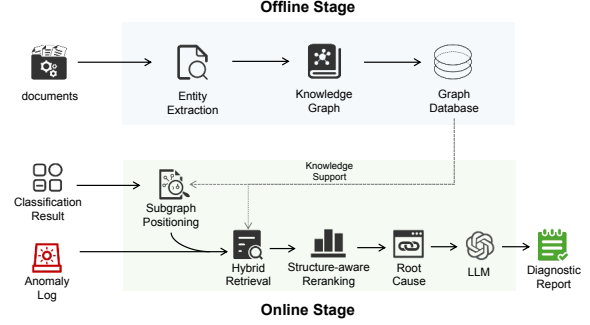 Offline Stage
documents
Entity
Extraction
Knowledge
Graph
Graph
Database
Knowledge
Support
Classification
Result
Subgraph
Positioning
Anomaly
Log
Hybrid
Retrieval
Structure-aware
Reranking
Root
Cause
LLM
Diagnostic
Report
Online Stage